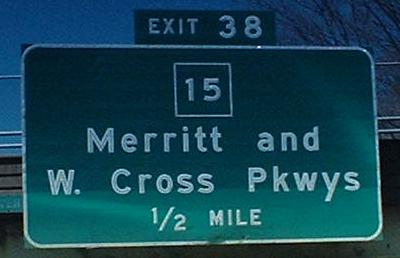 EXIT 38
15
Merritt and
W. Cross Pkwys
1/2 MILE